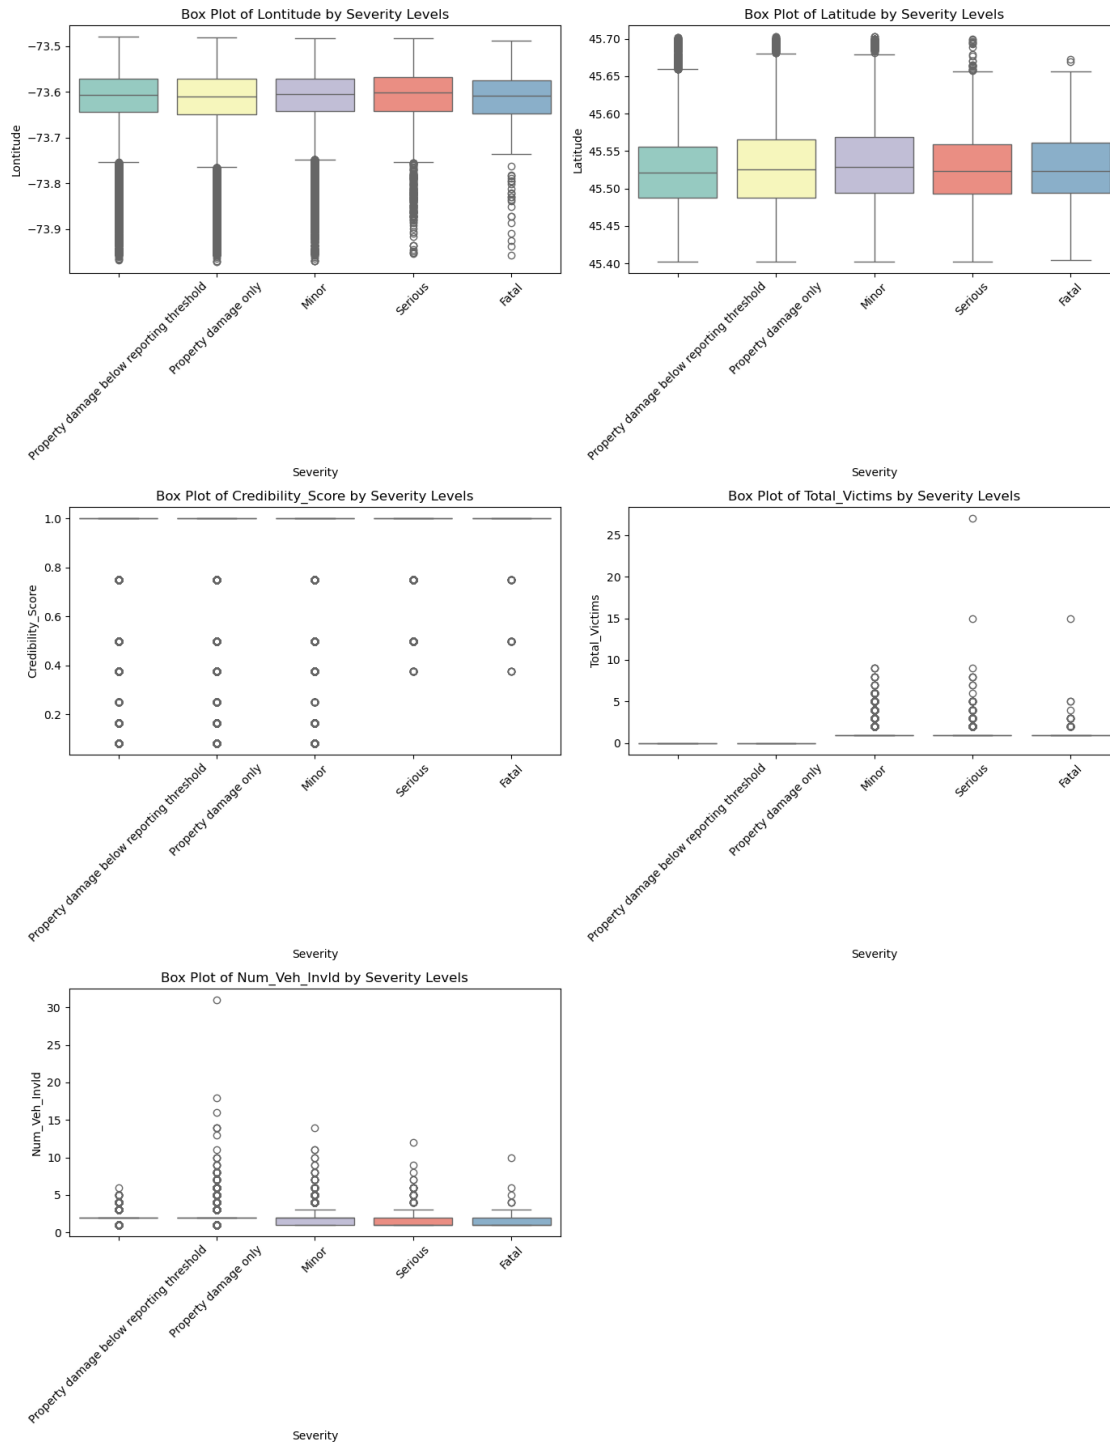 Box Plot of Lontitude by Severity Levels
Lontitude
−73.5
−73.6
−73.7
−73.8
−73.9
Property damage below reporting threshold
Property damage only
Minor
Serious
Fatal
Severity
Box Plot of Latitude by Severity Levels
Latitude
45.70
45.65
45.60
45.55
45.50
45.45
45.40
Property damage below reporting threshold
Property damage only
Minor
Serious
Fatal
Severity
Box Plot of Credibility_Score by Severity Levels
Credibility_Score
1.0
0.8
0.6
0.4
0.2
Property damage below reporting threshold
Property damage only
Minor
Serious
Fatal
Severity
Box Plot of Total_Victims by Severity Levels
Total_Victims
25
20
15
10
5
0
Property damage below reporting threshold
Property damage only
Minor
Serious
Fatal
Severity
Box Plot of Num_Veh_Invld by Severity Levels
Num_Veh_Invld
30
25
20
15
10
5
0
Property damage below reporting threshold
Property damage only
Minor
Serious
Fatal
Severity